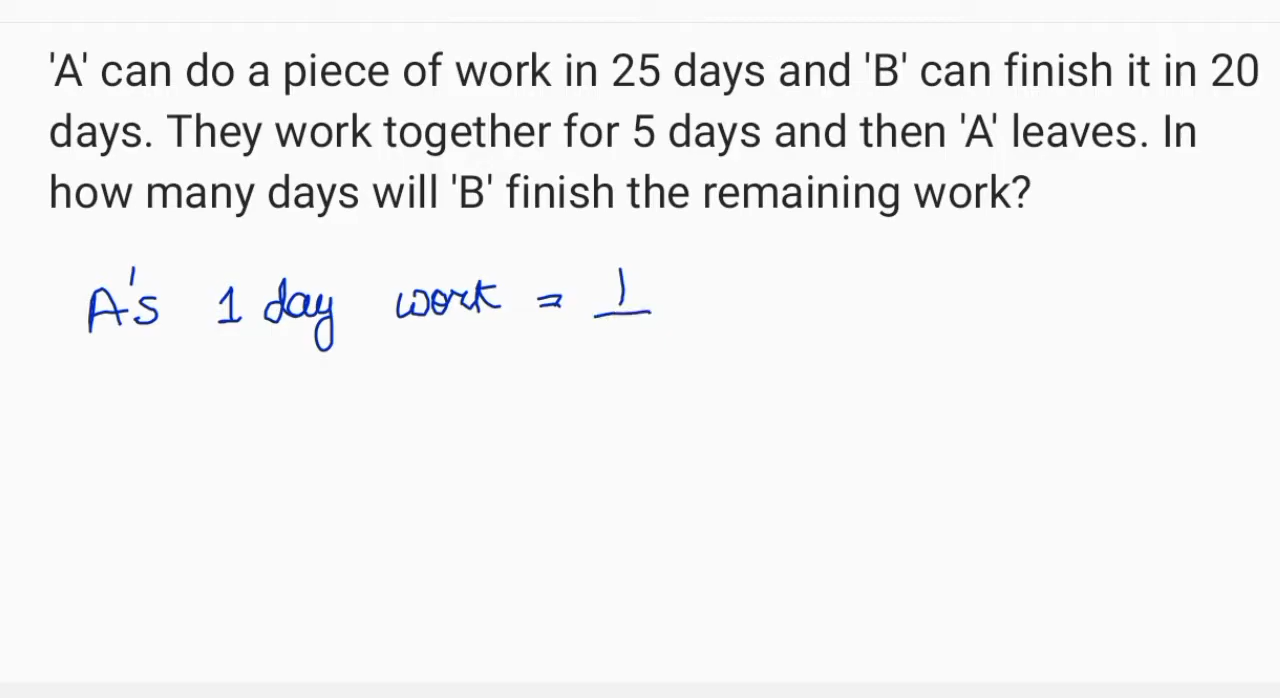 'A' can do a piece of work in 25 days and 'B' can finish it in 20
days. They work together for 5 days and then 'A' leaves. In
how many days will 'B' finish the remaining work?
A's 1 day work = 1